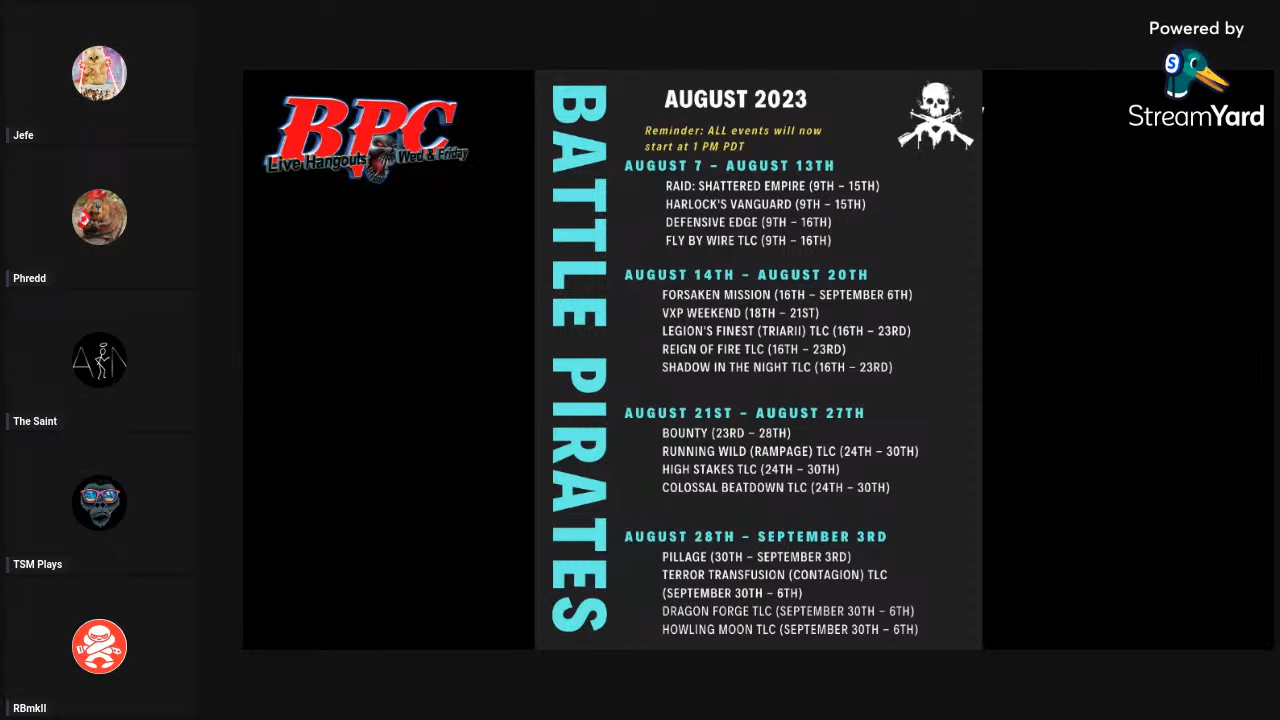 Powered by
S
StreamYard
Jefe
Phredd
AIN
The Saint
TSM Plays
RBmkII
BPC
Live Hangouts Wed & Friday
BATTLE PIRATES
AUGUST 2023
Reminder: ALL events will now
start at 1 PM PDT
AUGUST 7 – AUGUST 13TH
RAID: SHATTERED EMPIRE (9TH – 15TH)
HARLOCK'S VANGUARD (9TH – 15TH)
DEFENSIVE EDGE (9TH – 16TH)
FLY BY WIRE TLC (9TH – 16TH)
AUGUST 14TH – AUGUST 20TH
FORSAKEN MISSION (16TH – SEPTEMBER 6TH)
VXP WEEKEND (18TH – 21ST)
LEGION'S FINEST (TRIARII) TLC (16TH – 23RD)
REIGN OF FIRE TLC (16TH – 23RD)
SHADOW IN THE NIGHT TLC (16TH – 23RD)
AUGUST 21ST – AUGUST 27TH
BOUNTY (23RD – 28TH)
RUNNING WILD (RAMPAGE) TLC (24TH – 30TH)
HIGH STAKES TLC (24TH – 30TH)
COLOSSAL BEATDOWN TLC (24TH – 30TH)
AUGUST 28TH – SEPTEMBER 3RD
PILLAGE (30TH – SEPTEMBER 3RD)
TERROR TRANSFUSION (CONTAGION) TLC
(SEPTEMBER 30TH – 6TH)
DRAGON FORGE TLC (SEPTEMBER 30TH – 6TH)
HOWLING MOON TLC (SEPTEMBER 30TH – 6TH)